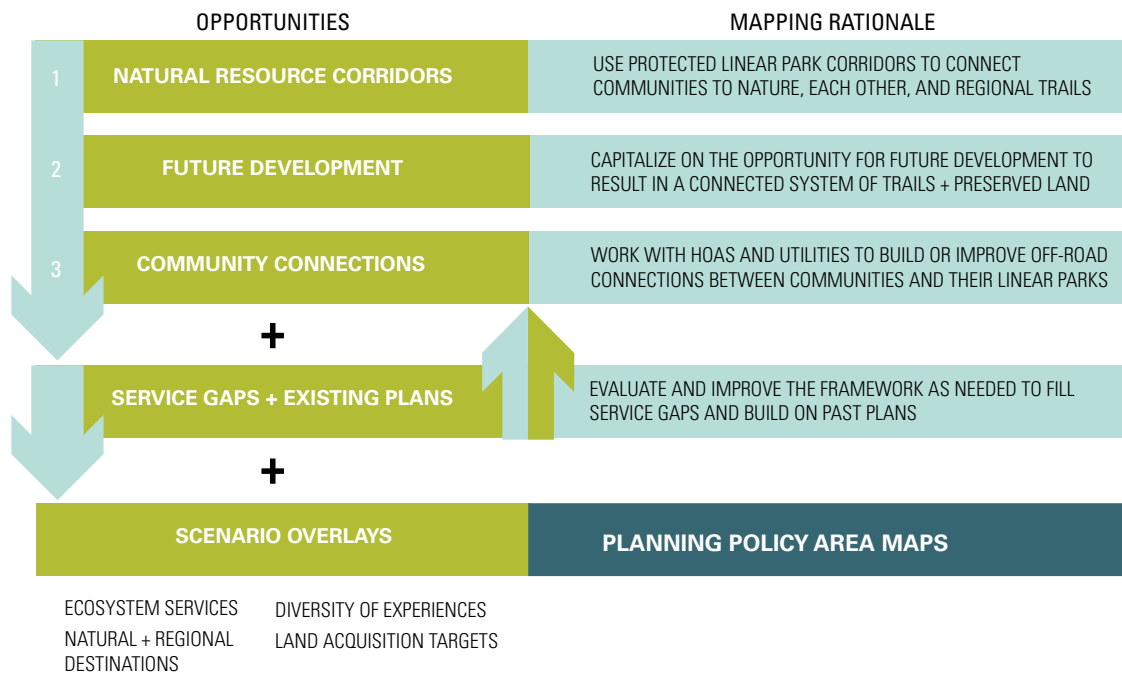 OPPORTUNITIES
MAPPING RATIONALE
1
NATURAL RESOURCE CORRIDORS
USE PROTECTED LINEAR PARK CORRIDORS TO CONNECT
COMMUNITIES TO NATURE, EACH OTHER, AND REGIONAL TRAILS
2
FUTURE DEVELOPMENT
CAPITALIZE ON THE OPPORTUNITY FOR FUTURE DEVELOPMENT TO
RESULT IN A CONNECTED SYSTEM OF TRAILS + PRESERVED LAND
3
COMMUNITY CONNECTIONS
WORK WITH HOAS AND UTILITIES TO BUILD OR IMPROVE OFF-ROAD
CONNECTIONS BETWEEN COMMUNITIES AND THEIR LINEAR PARKS
+
SERVICE GAPS + EXISTING PLANS
EVALUATE AND IMPROVE THE FRAMEWORK AS NEEDED TO FILL
SERVICE GAPS AND BUILD ON PAST PLANS
+
SCENARIO OVERLAYS
PLANNING POLICY AREA MAPS
ECOSYSTEM SERVICES
NATURAL + REGIONAL
DESTINATIONS
DIVERSITY OF EXPERIENCES
LAND ACQUISITION TARGETS